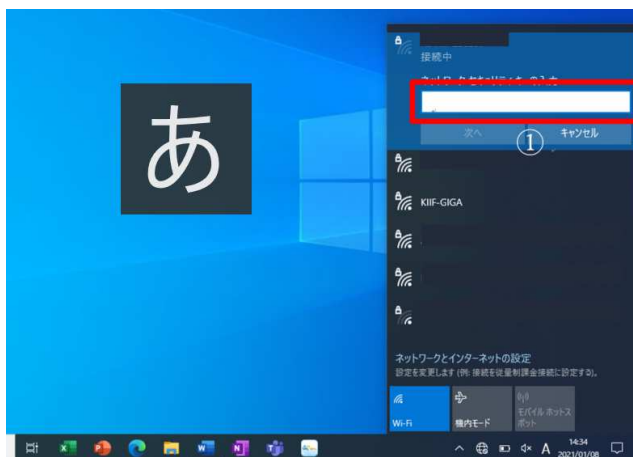 あ
接続中
ネットワーク セキュリティ キーの入力
次へ
キャンセル
①
KIIF-GIGA
ネットワークとインターネットの設定
設定を変更します (例: 接続を従量制課金接続に設定する)。
Wi-Fi
機内モード
モバイル ホットス
ポット
A
14:34
2021/01/08